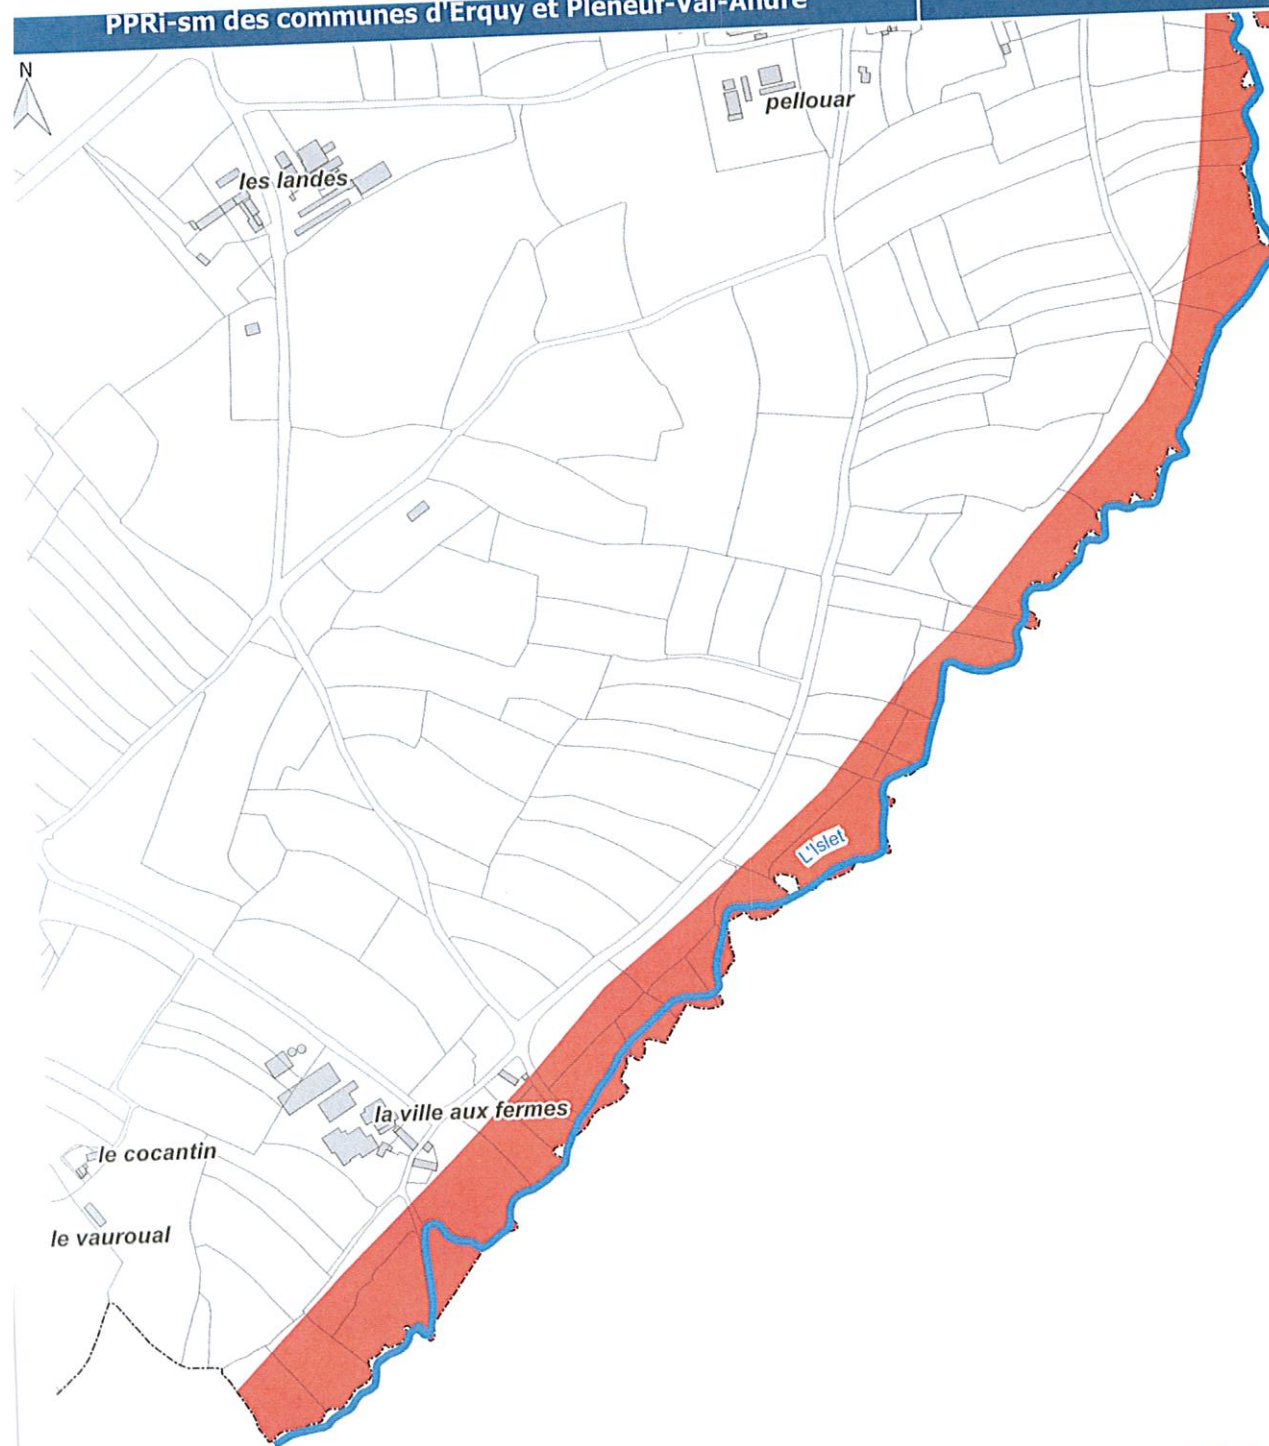 PPRi-sm des communes d'Erquy et Pléneuf-Val-André
N
pellouar
les landes
L'Islet
la ville aux fermes
le cocantin
le vauroual